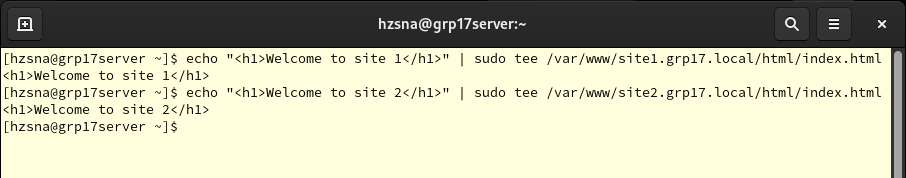 hzsna@grp17server:~
[hzsna@grp17server ~]$ echo "<h1>Welcome to site 1</h1>" | sudo tee /var/www/site1.grp17.local/html/index.html
<h1>Welcome to site 1</h1>
[hzsna@grp17server ~]$ echo "<h1>Welcome to site 2</h1>" | sudo tee /var/www/site2.grp17.local/html/index.html
<h1>Welcome to site 2</h1>
[hzsna@grp17server ~]$